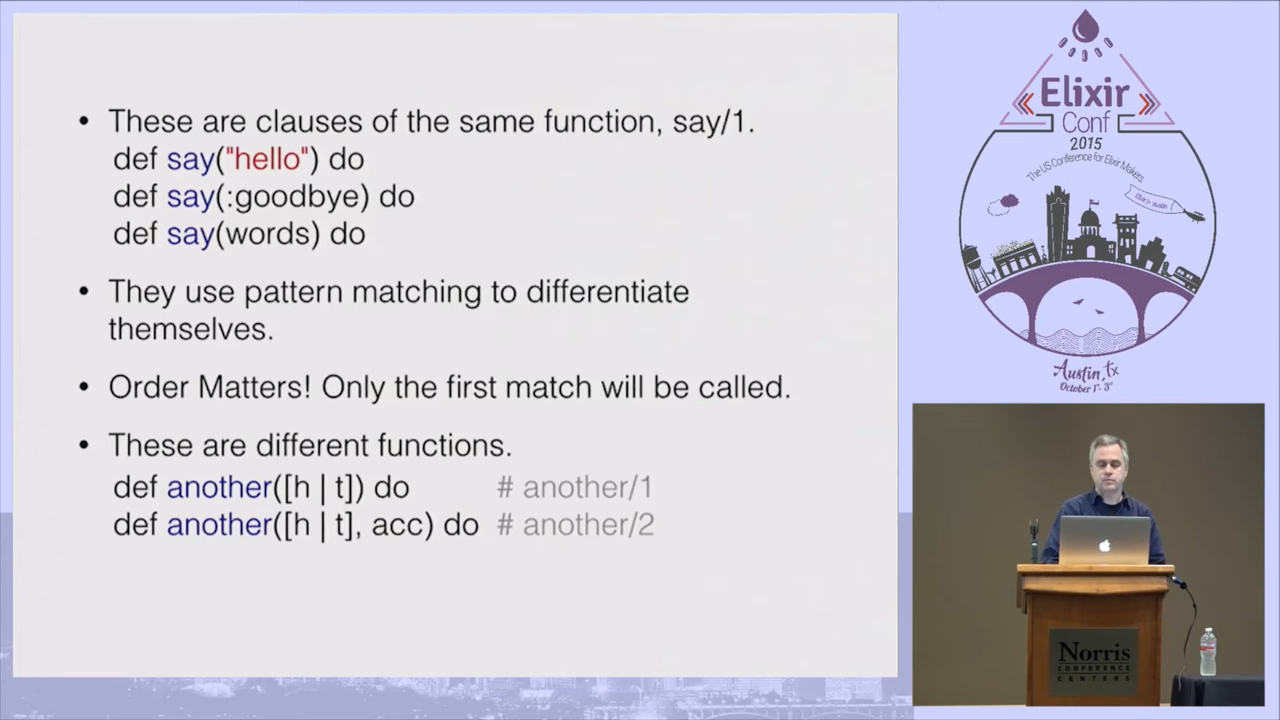 • These are clauses of the same function, say/1.
def say("hello") do
def say(:goodbye) do
def say(words) do
• They use pattern matching to differentiate
themselves.
• Order Matters! Only the first match will be called.
• These are different functions.
def another([h | t]) do # another/1
def another([h | t], acc) do # another/2
Elixir
Conf
2015
The US Conference for Elixir Makers
Austin, TX
October 1st - 3rd
Norris
CONFERENCE
CENTERS